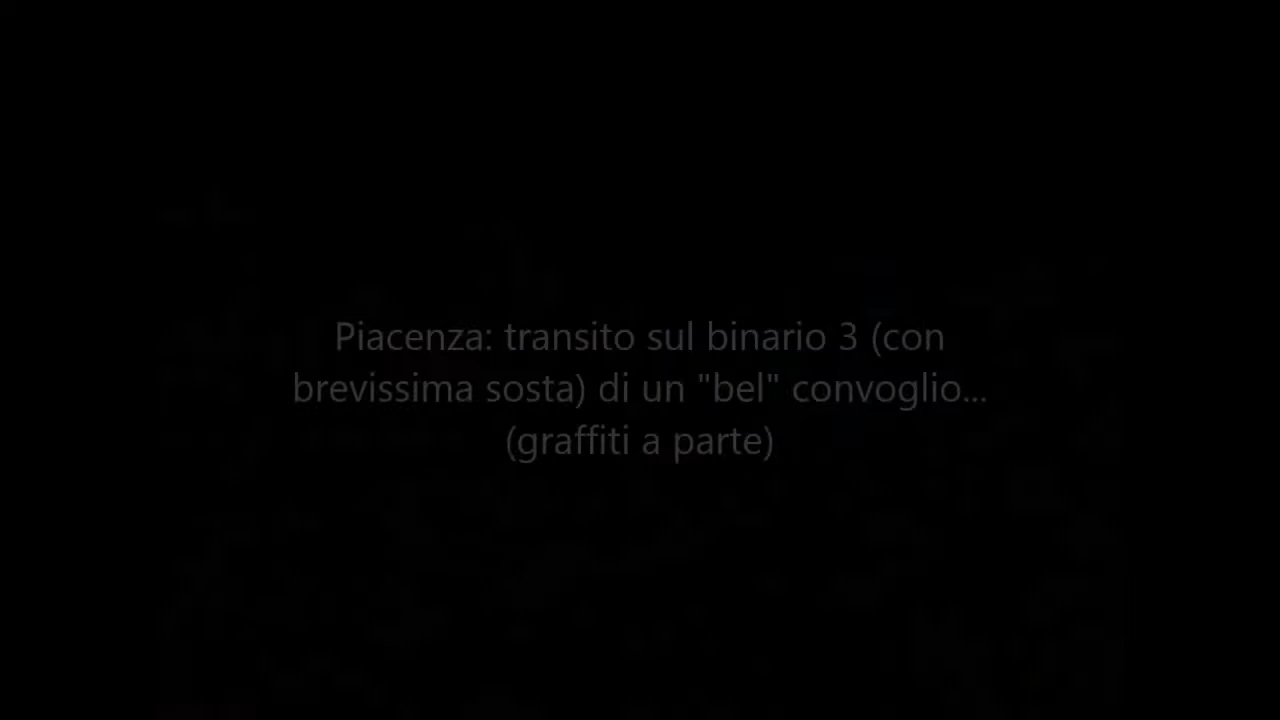 Piacenza: transito sul binario 3 (con
brevissima sosta) di un "bel" convoglio...
(graffiti a parte)